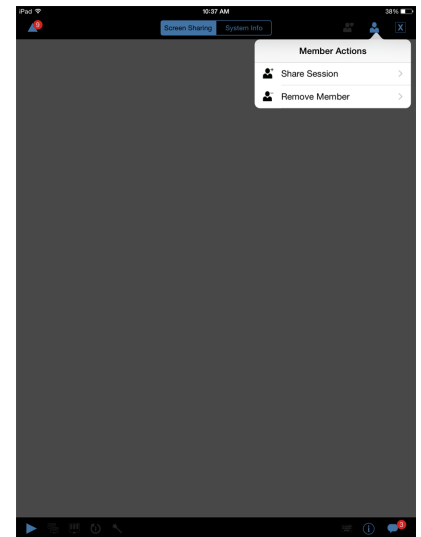 iPad 10:37 AM 38%
9 Screen Sharing System Info X
Member Actions
Share Session
Remove Member
3